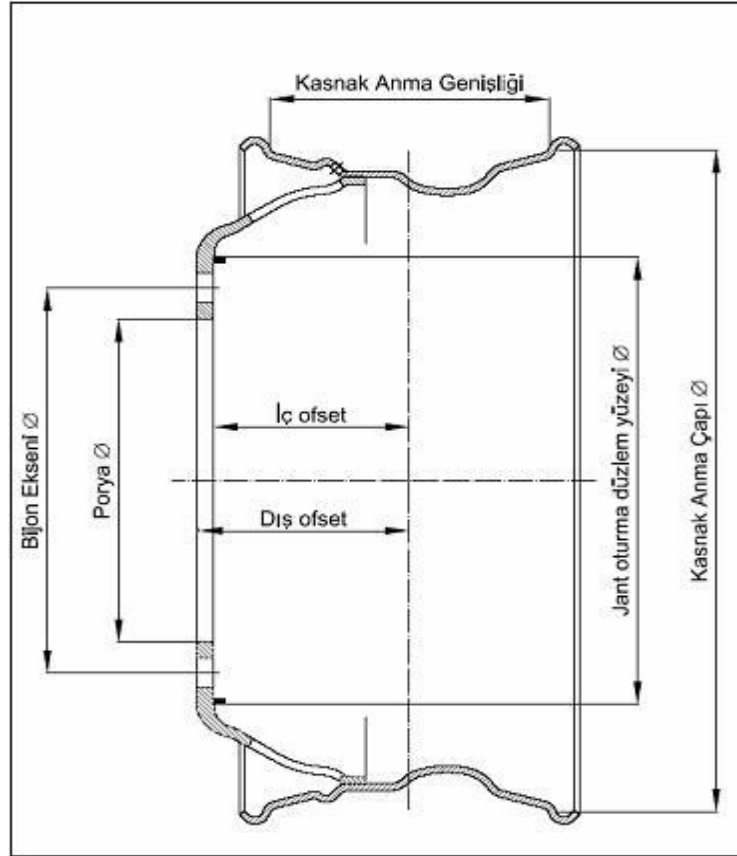 Kasnak Anma Genişliği
Bijon Ekseni Ø
Porya Ø
İç ofset
Dış ofset
Jant oturma düzlem yüzeyi Ø
Kasnak Anma Çapı Ø